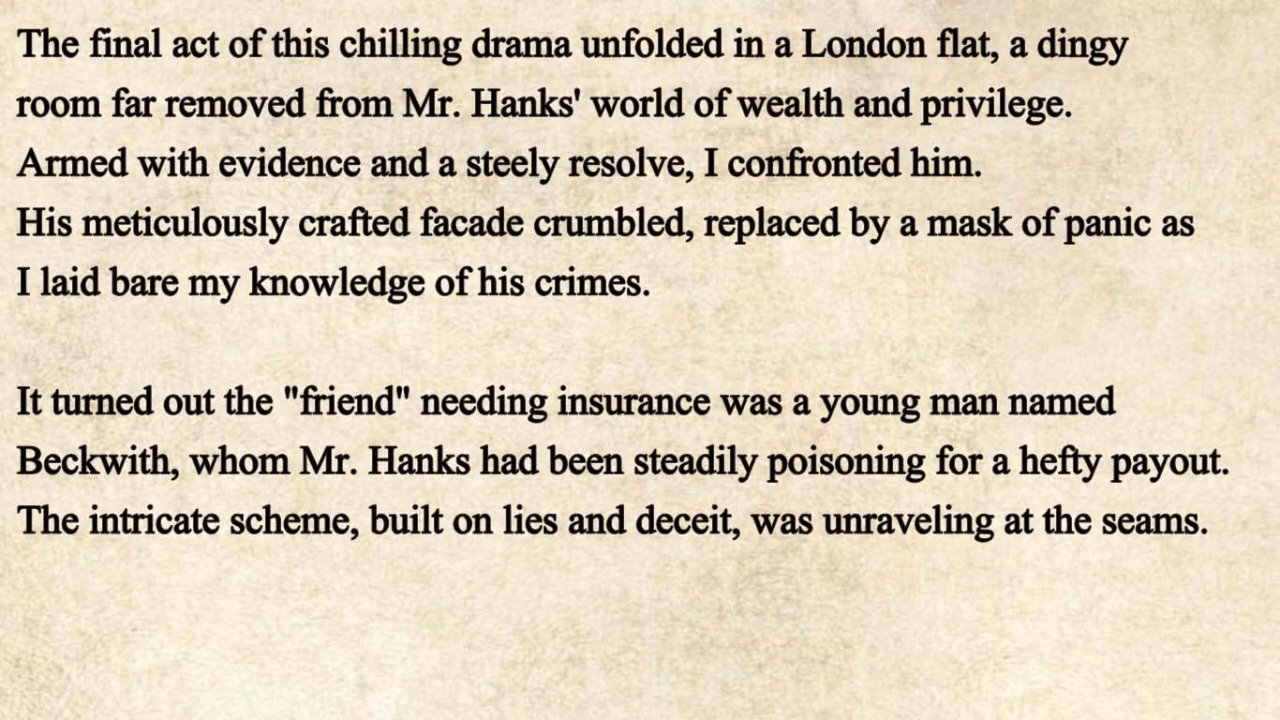 The final act of this chilling drama unfolded in a London flat, a dingy
room far removed from Mr. Hanks' world of wealth and privilege.
Armed with evidence and a steely resolve, I confronted him.
His meticulously crafted facade crumbled, replaced by a mask of panic as
I laid bare my knowledge of his crimes.
It turned out the "friend" needing insurance was a young man named
Beckwith, whom Mr. Hanks had been steadily poisoning for a hefty payout.
The intricate scheme, built on lies and deceit, was unraveling at the seams.